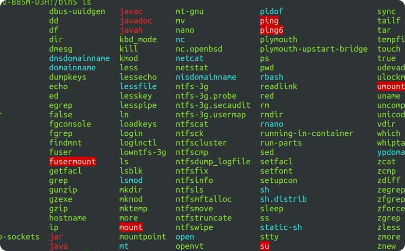 -B85M-D3H:/bin$ ls
dbus-uuidgen javac mt-gnu pidof sync
dd javadoc mv ping tailf
df javah nano ping6 tar
dir kbd_mode nc plymouth tempfi
dmesg kill nc.openbsd plymouth-upstart-bridge touch
dnsdomainname kmod netcat ps true
domainname less netstat pwd udevad
dumpkeys lessecho nisdomainname rbash ulockm
echo lessfile ntfs-3g readlink umount
ed lesskey ntfs-3g.probe red uname
egrep lesspipe ntfs-3g.secaudit rm uncomp
false ln ntfs-3g.usermap rmdir unicod
fgconsole loadkeys ntfscat rnano vdir
fgrep login ntfsck running-in-container which
findmnt loginctl ntfscluster run-parts whipta
fuser lowntfs-3g ntfscmp sed ypdoma
fusermount ls ntfsdump_logfile setfacl zcat
getfacl lsblk ntfsfix setfont zcmp
grep lsmod ntfsinfo setupcon zdiff
gunzip mkdir ntfsls sh zegrep
gzexe mknod ntfsmftalloc sh.distrib zfgrep
gzip mktemp ntfsmove sleep zforce
hostname more ntfstruncate ss zgrep
ip mount ntfswipe static-sh zless
o-sockets jar mountpoint open stty zmore
java mt openvt su znew